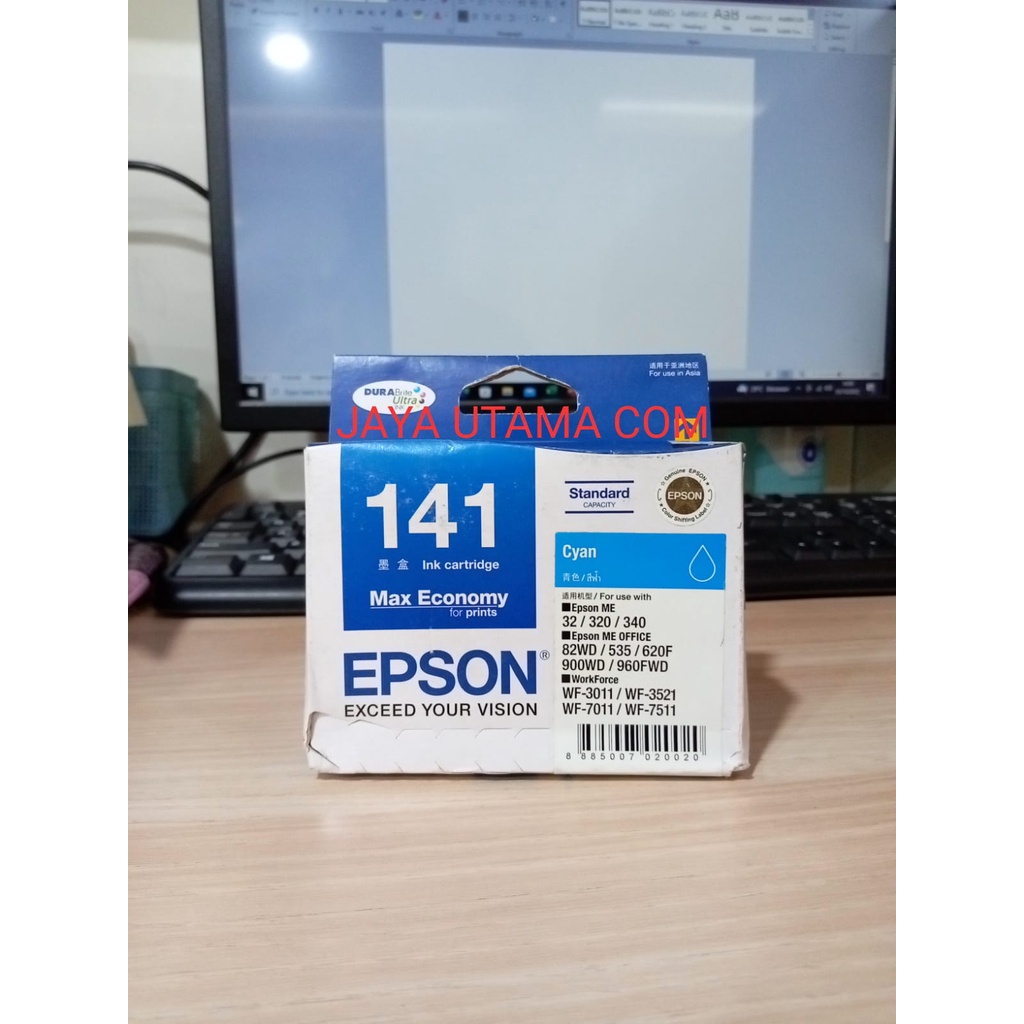 适用于亚洲地区
For use in Asia
DURABrite
Ultra
JAYA UTAMA COM
141
墨盒 Ink cartridge
Max Economy
for prints
EPSON®
EXCEED YOUR VISION
Standard
CAPACITY
Genuine EPSON
EPSON
Color Shifting Label
Cyan
青色 / สีฟ้า
适用机型 / For use with
■Epson ME
32 / 320 / 340
■Epson ME OFFICE
82WD / 535 / 620F
900WD / 960FWD
■WorkForce
WF-3011 / WF-3521
WF-7011 / WF-7511
8 885007 020020